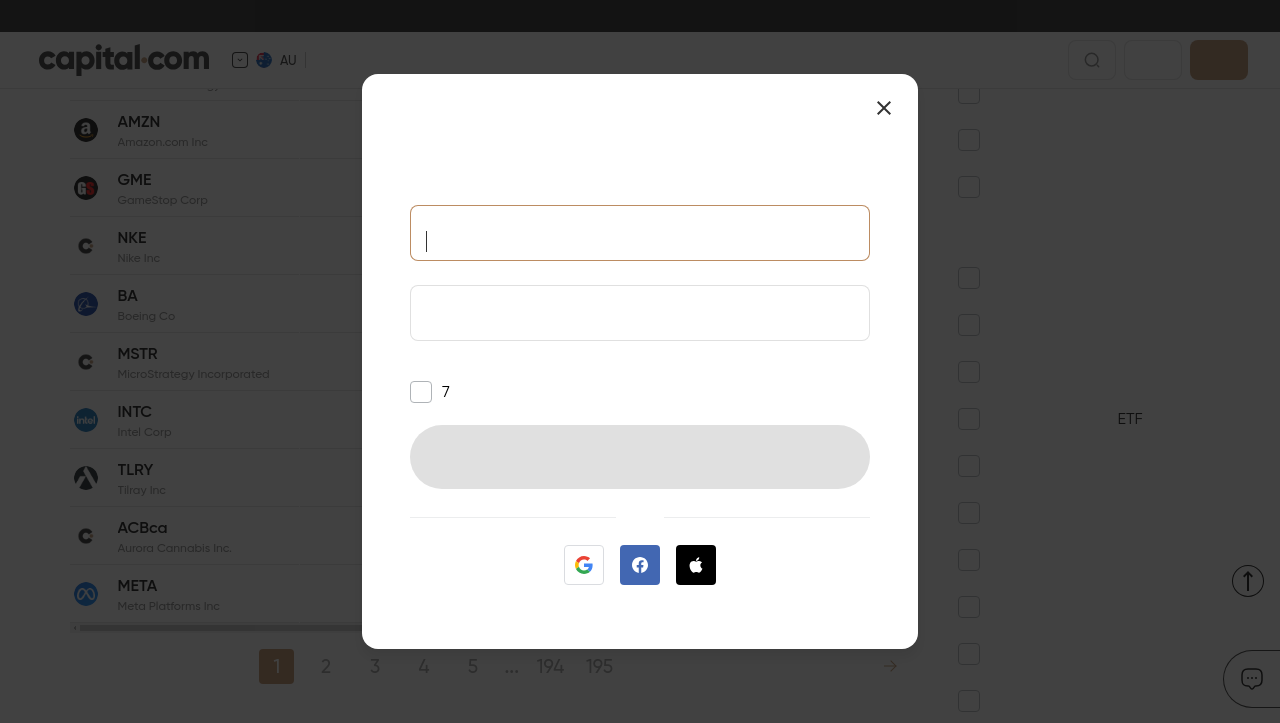 capital.com
AU
AMZN
Amazon.com Inc
GME
GameStop Corp
NKE
Nike Inc
BA
Boeing Co
MSTR
MicroStrategy Incorporated
INTC
Intel Corp
TLRY
Tilray Inc
ACBca
Aurora Cannabis Inc.
META
Meta Platforms Inc
1 2 3 4 5 ... 194 195
7
ETF